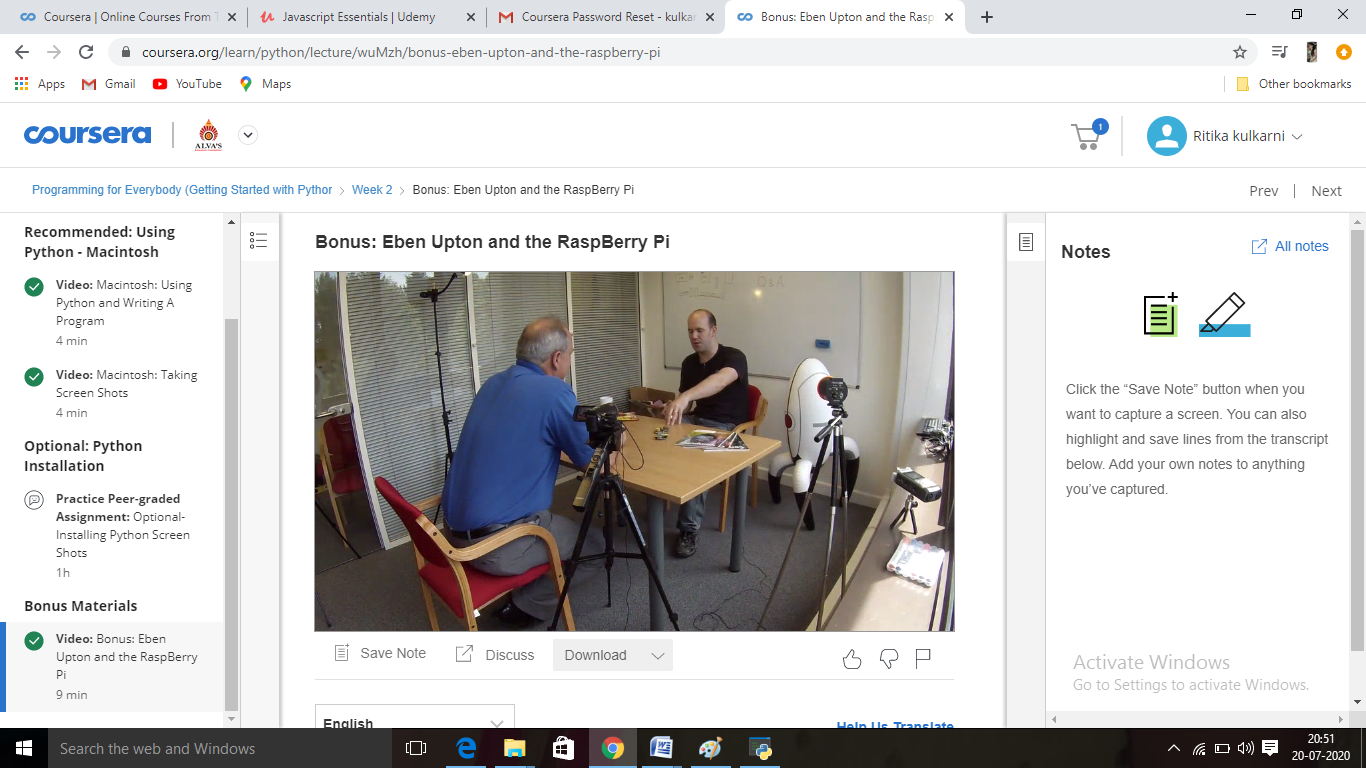 Coursera | Online Courses From T
Javascript Essentials | Udemy
Coursera Password Reset - kulkar
Bonus: Eben Upton and the Rasp
coursera.org/learn/python/lecture/wuMzh/bonus-eben-upton-and-the-raspberry-pi
Apps
Gmail
YouTube
Maps
Other bookmarks
coursera
ALVA'S
1
Ritika kulkarni
Programming for Everybody (Getting Started with Python
Week 2
Bonus: Eben Upton and the RaspBerry Pi
Prev | Next
Recommended: Using
Python - Macintosh
Video: Macintosh: Using
Python and Writing A
Program
4 min
Video: Macintosh: Taking
Screen Shots
4 min
Optional: Python
Installation
Practice Peer-graded
Assignment: Optional-
Installing Python Screen
Shots
1h
Bonus Materials
Video: Bonus: Eben
Upton and the RaspBerry
Pi
9 min
Bonus: Eben Upton and the RaspBerry Pi
Save Note
Discuss
Download
English
Help Us Translate
Notes
All notes
Click the “Save Note” button when you
want to capture a screen. You can also
highlight and save lines from the transcript
below. Add your own notes to anything
you’ve captured.
Activate Windows
Go to Settings to activate Windows.
Search the web and Windows
20:51
20-07-2020